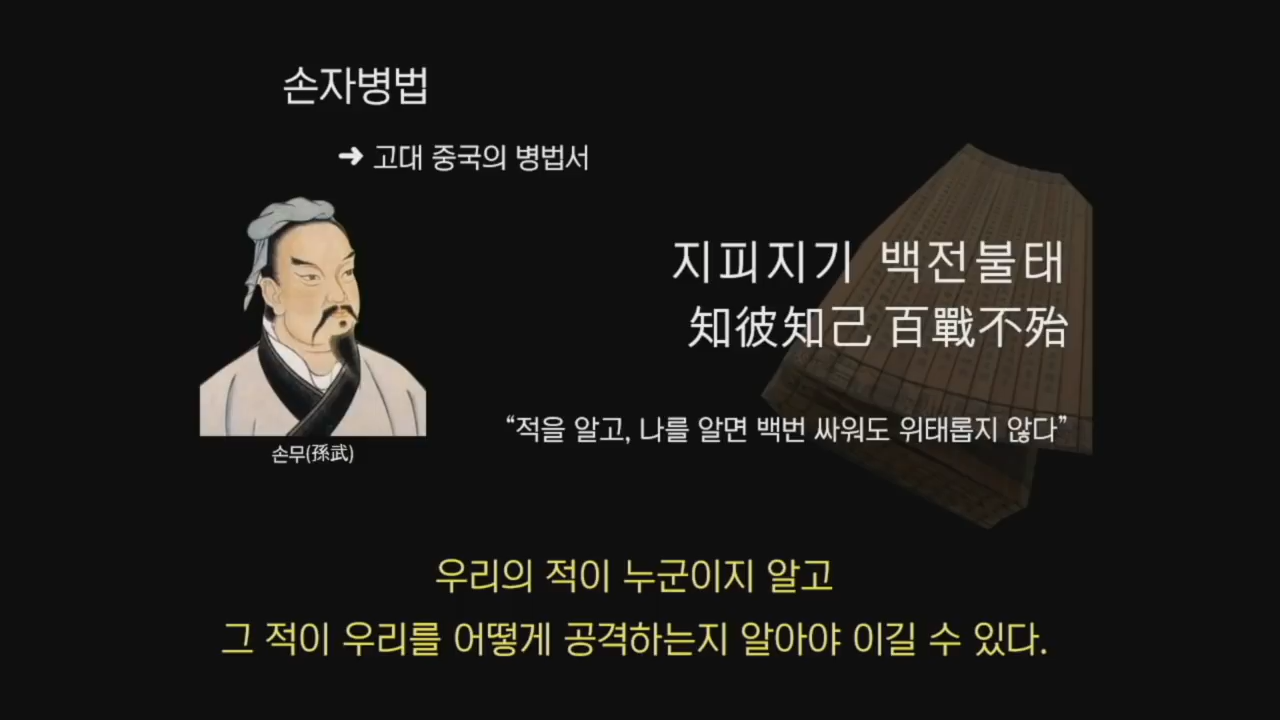 손자병법
➜ 고대 중국의 병법서
지피지기 백전불태
知彼知己 百戰不殆
“적을 알고, 나를 알면 백번 싸워도 위태롭지 않다”
손무(孫武)
우리의 적이 누군이지 알고
그 적이 우리를 어떻게 공격하는지 알아야 이길 수 있다.